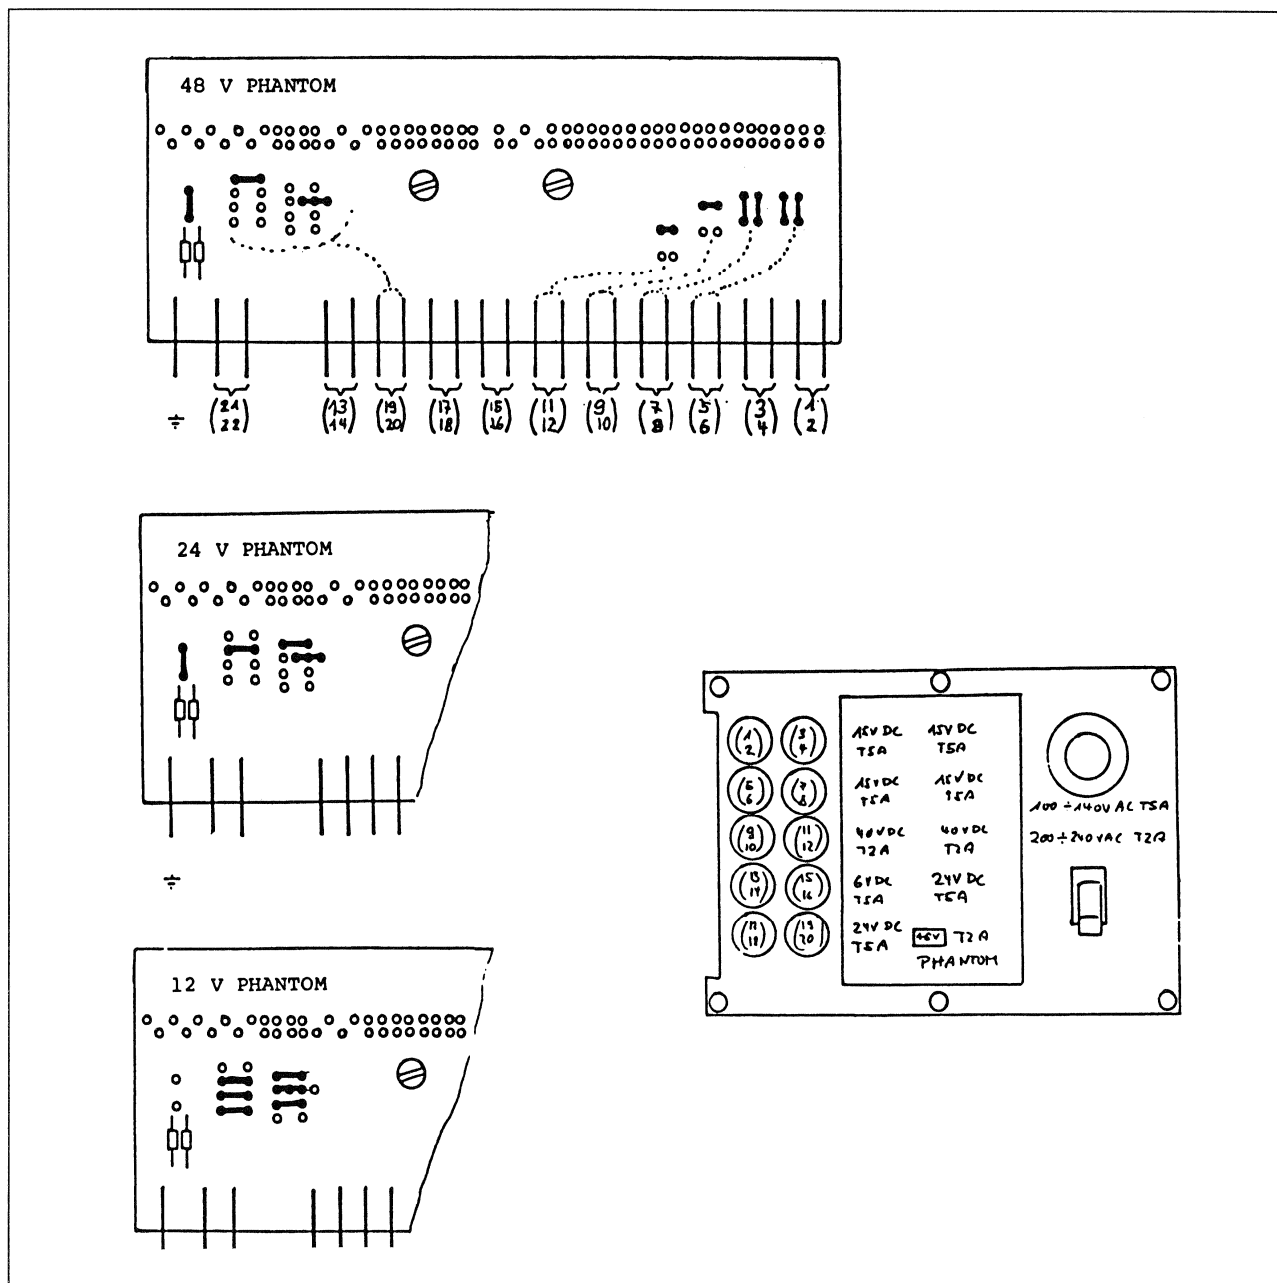 48 V PHANTOM
(21 22) (13 14) (19 20) (17 18) (15 16) (11 12) (9 10) (7 8) (5 6) (3 4) (1 2)
24 V PHANTOM
12 V PHANTOM
(1 2) (3 4) 15V DC 15V DC
T5A T5A
(5 6) (7 8) 15V DC 15V DC
T5A T5A
100 ÷ 140V AC T5A
(9 10) (11 12) 40V DC 40V DC
T2A T2A
200 ÷ 240VAC T2A
(13 14) (15 16) 6V DC 24V DC
T5A T5A
(17 18) (19 20) 24V DC
T5A T2A
PHANTOM